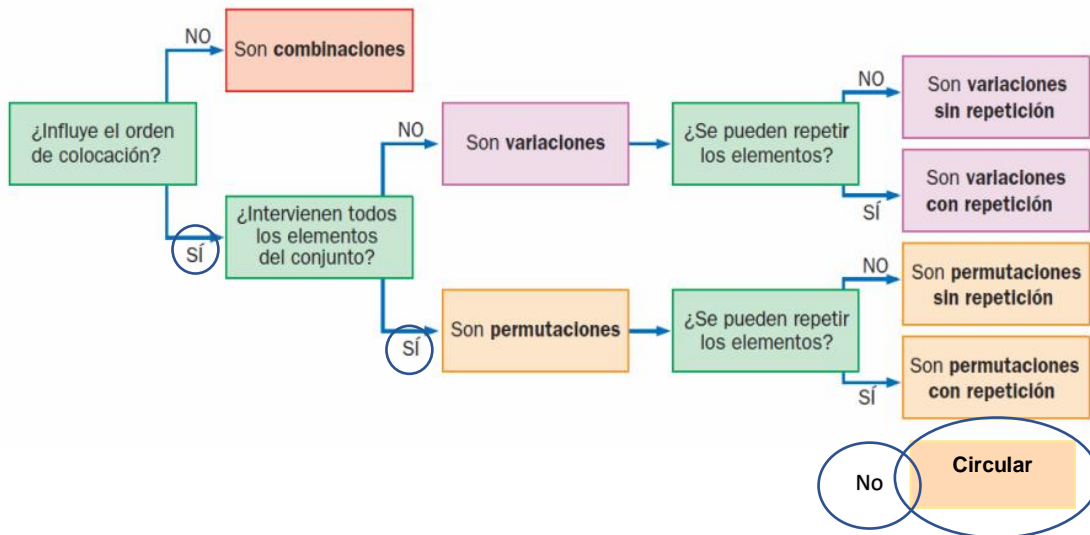 NO
Son combinaciones
¿Influye el orden
de colocación?
SÍ
¿Intervienen todos
los elementos
del conjunto?
NO
Son variaciones
¿Se pueden repetir
los elementos?
NO
Son variaciones
sin repetición
SÍ
Son variaciones
con repetición
SÍ
Son permutaciones
¿Se pueden repetir
los elementos?
NO
Son permutaciones
sin repetición
SÍ
Son permutaciones
con repetición
No
Circular